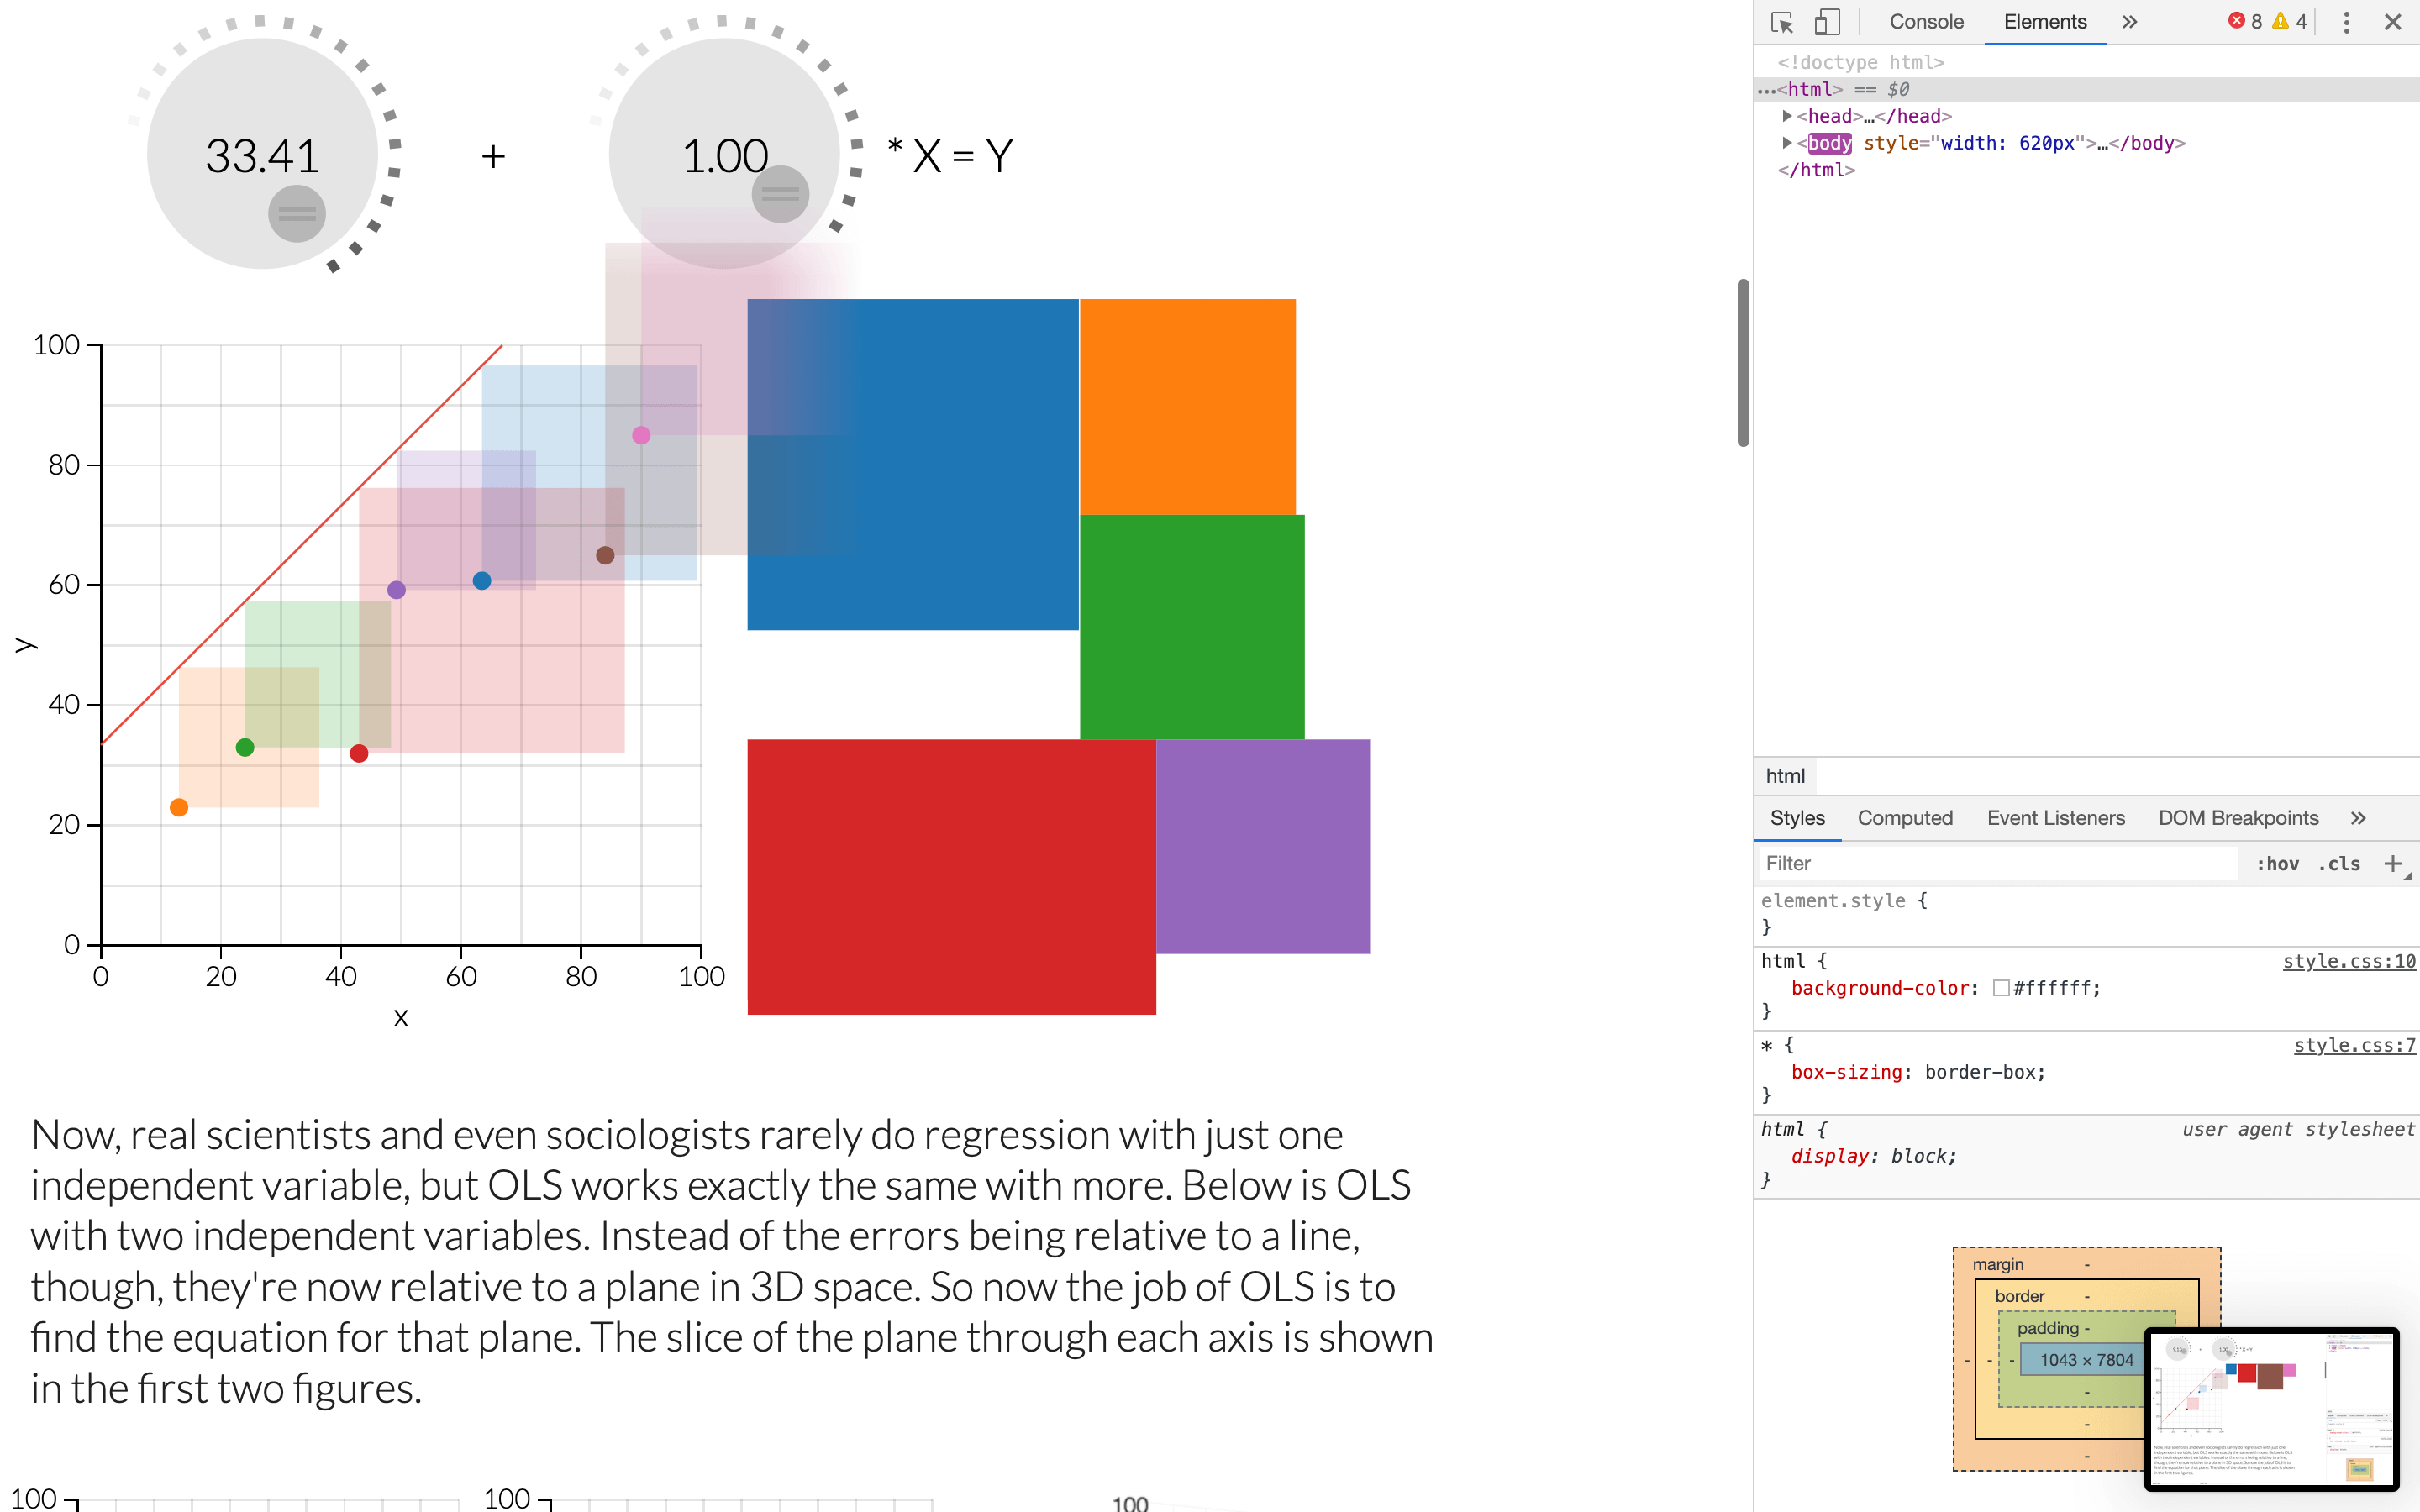 33.41 + 1.00 * X = Y
100
80
60
40
20
0
y
0 20 40 60 80 100
x
Now, real scientists and even sociologists rarely do regression with just one
independent variable, but OLS works exactly the same with more. Below is OLS
with two independent variables. Instead of the errors being relative to a line,
though, they're now relative to a plane in 3D space. So now the job of OLS is to
find the equation for that plane. The slice of the plane through each axis is shown
in the first two figures.
100 100 100
Console Elements » 8 4
<!doctype html>
…<html> == $0
<head>…</head>
<body style="width: 620px">…</body>
</html>
html
Styles Computed Event Listeners DOM Breakpoints »
Filter :hov .cls +
element.style {
}
html { style.css:10
background-color: #ffffff;
}
* { style.css:7
box-sizing: border-box;
}
html { user agent stylesheet
display: block;
}
margin -
border -
padding -
- - - 1043 × 7804
-
-
-